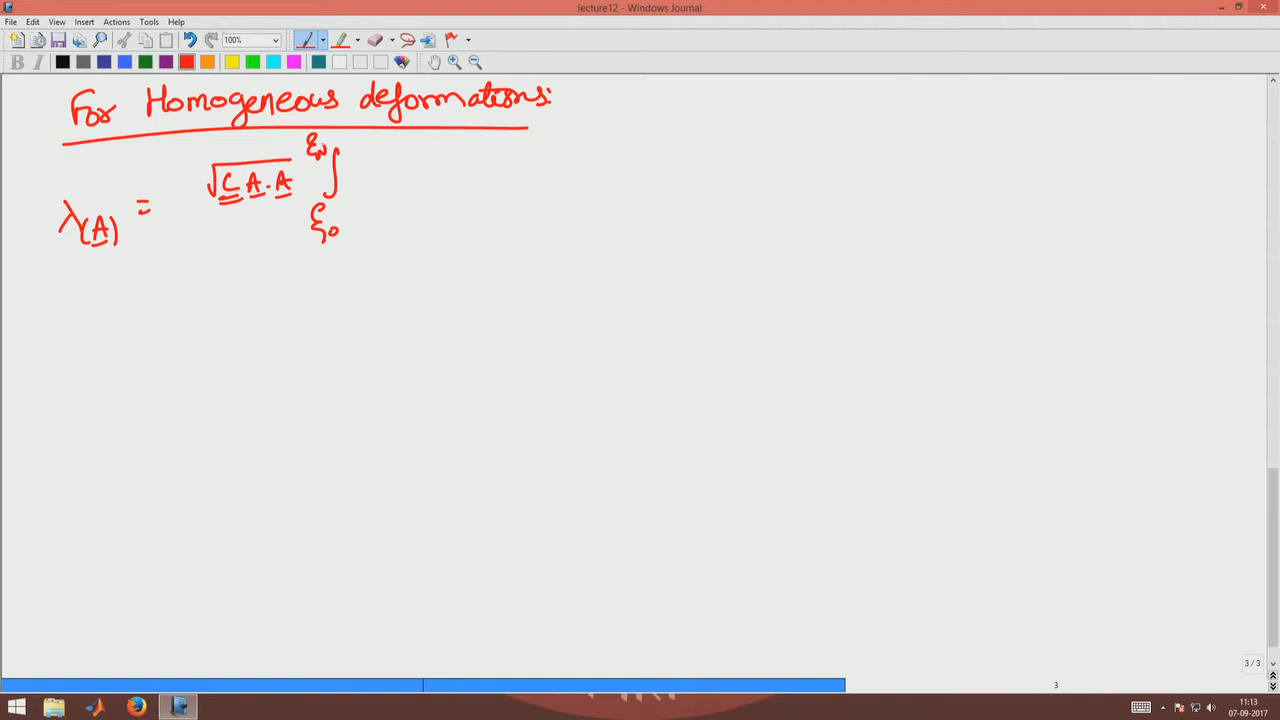 lecture12 - Windows Journal
File Edit View Insert Actions Tools Help
100%
B I
For Homogeneous deformations:
λ(A) = √C A . A ∫
ξN
ξ0
3 / 3
3
11:13
07-09-2017